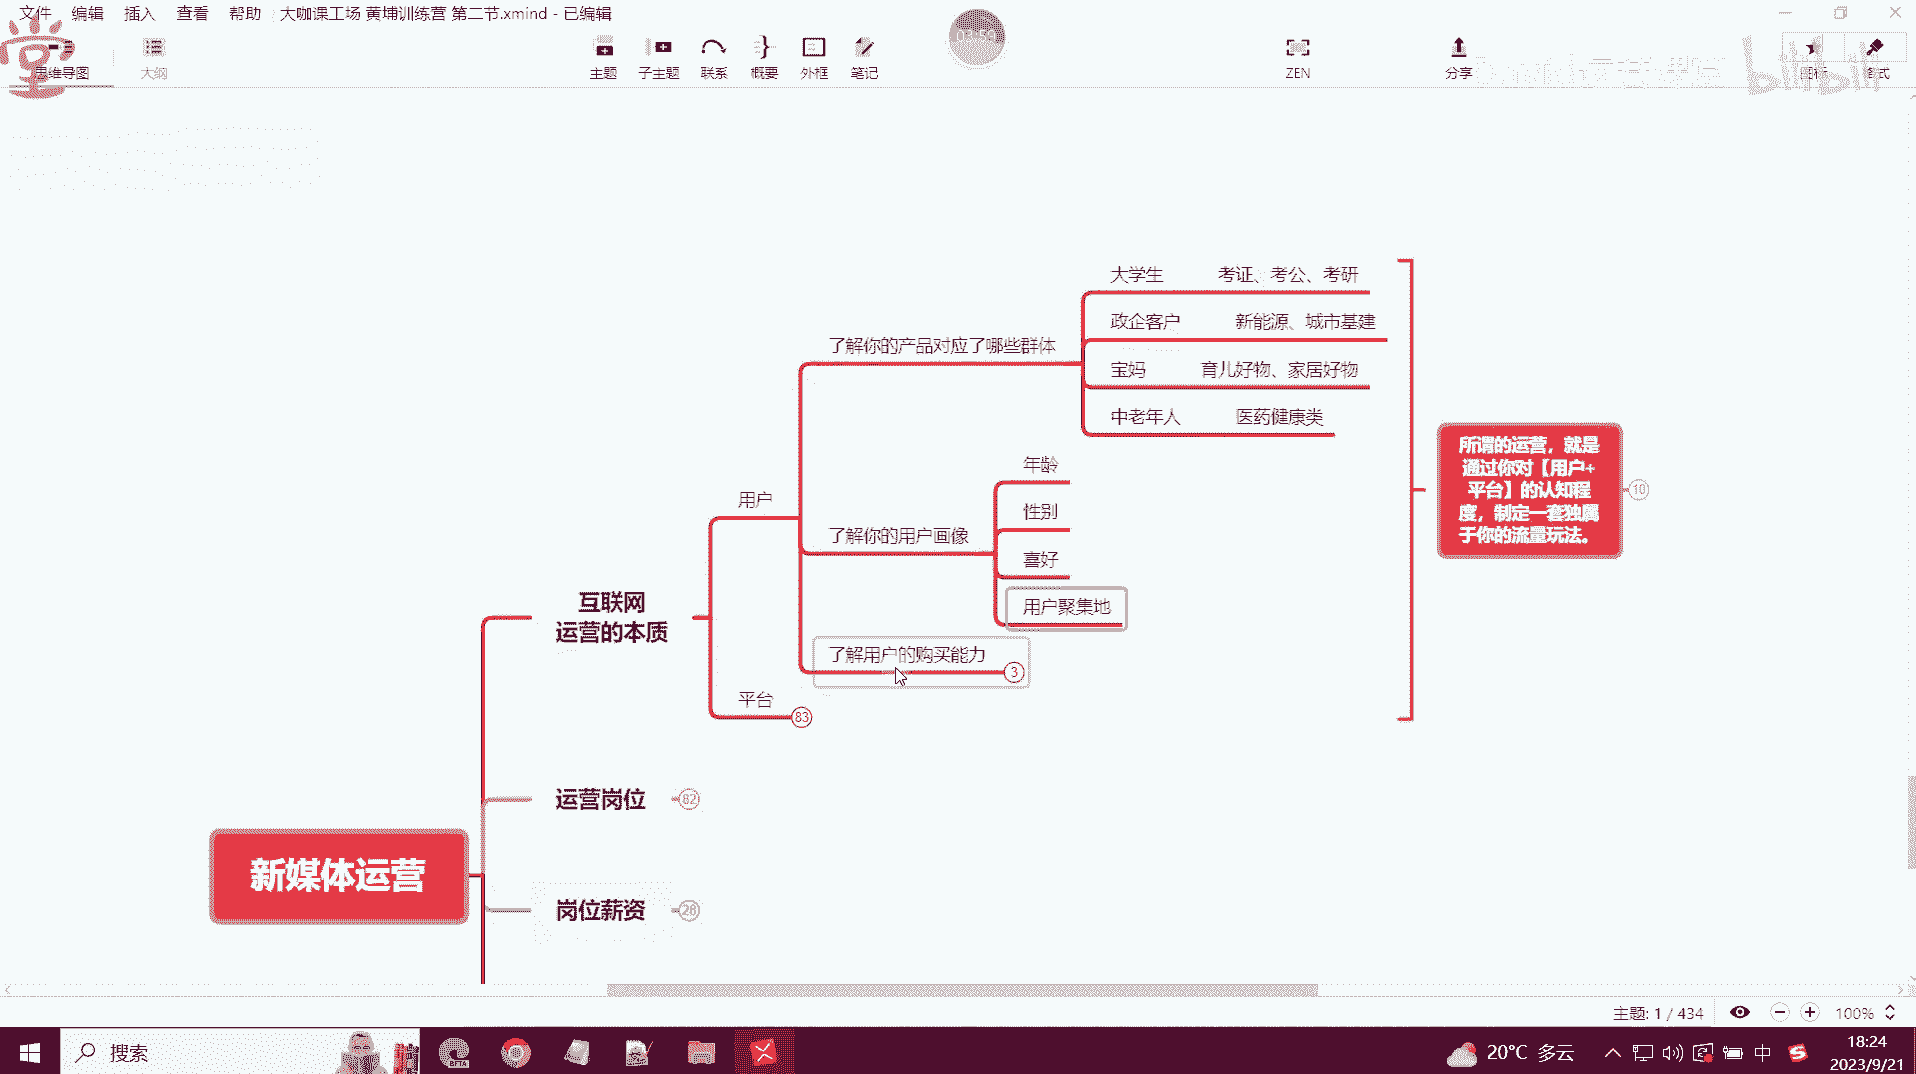 文件 编辑 插入 查看 帮助 大咖课工场 黄埔训练营 第二节.xmind - 已编辑
思维导图 大纲 主题 子主题 联系 概要 外框 笔记 03:59 ZEN 分享 图标 格式
bilibili
大学生 考证、考公、考研
政企客户 新能源、城市基建
了解你的产品对应了哪些群体
宝妈 育儿好物、家居好物
中老年人 医药健康类
所谓的运营，就是
通过你对【用户+
平台】的认知程
度，制定一套独属
于你的流量玩法。
10
年龄
用户
性别
了解你的用户画像
喜好
互联网
运营的本质
用户聚集地
了解用户的购买能力 3
平台 83
运营岗位 82
新媒体运营
岗位薪资 28
主题: 1 / 434 100%
搜索 BETA 20°C 多云 中 18:24
2023/9/21